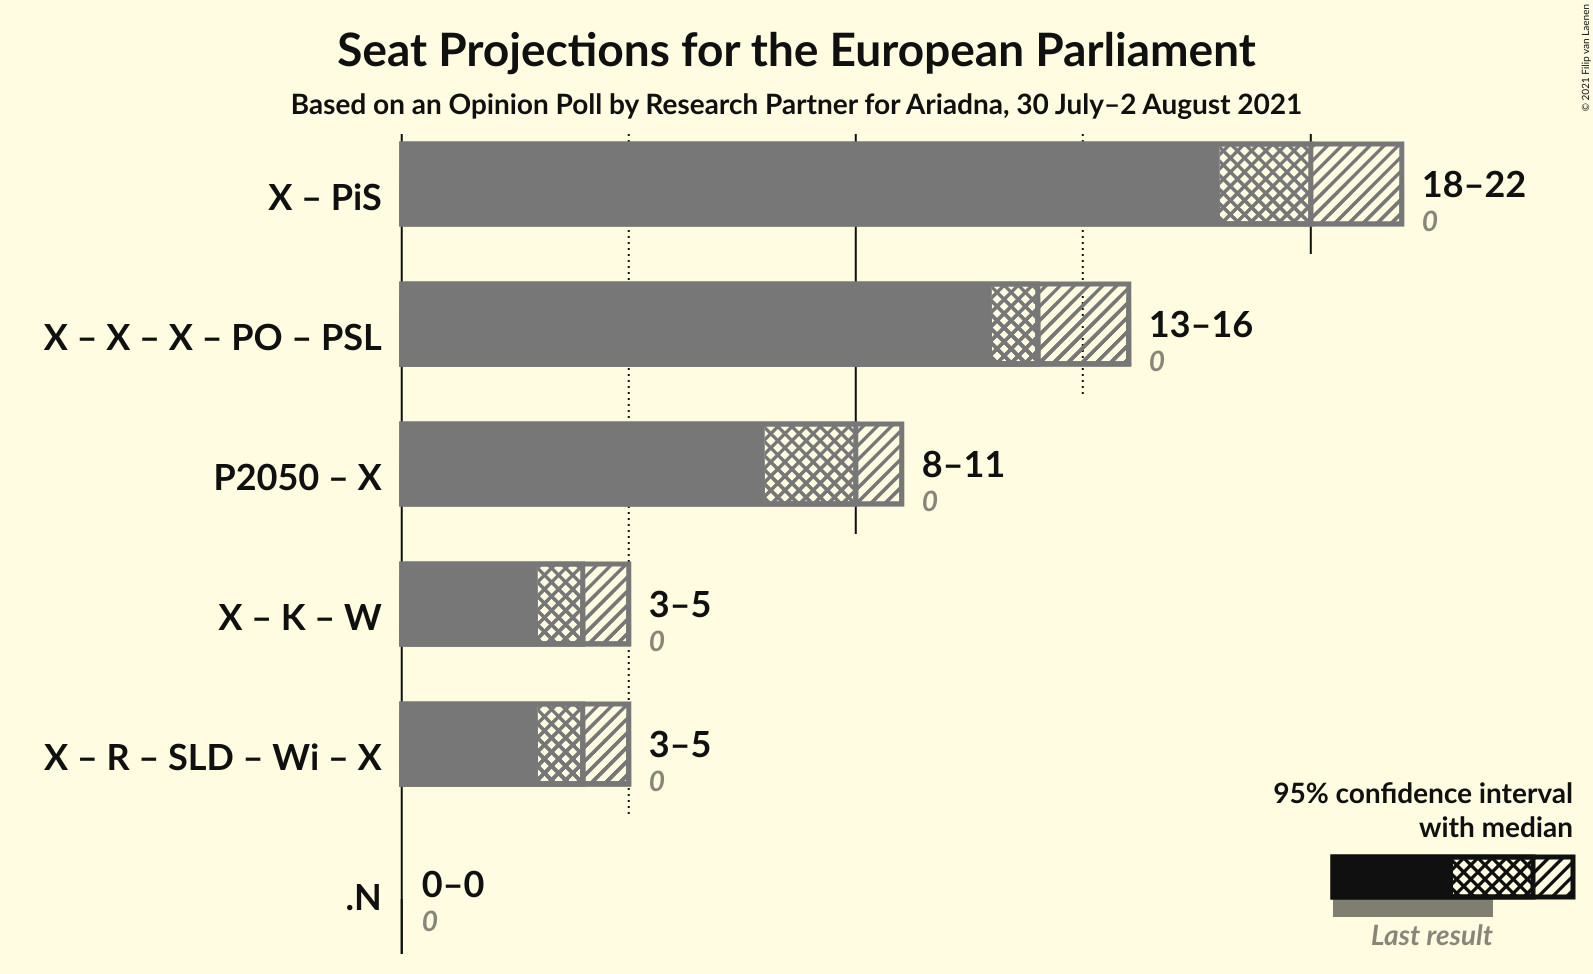 Seat Projections for the European Parliament
Based on an Opinion Poll by Research Partner for Ariadna, 30 July–2 August 2021
© 2021 Filip van Laenen
X – PiS
18–22
0
X – X – X – PO – PSL
13–16
0
P2050 – X
8–11
0
X – K – W
3–5
0
X – R – SLD – Wi – X
3–5
0
.N
0–0
0
95% confidence interval
with median
Last result